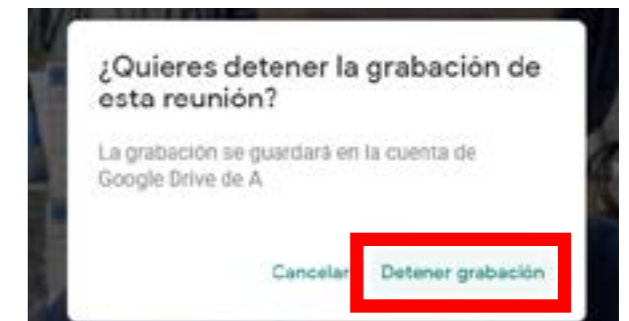 ¿Quieres detener la grabación de
esta reunión?
La grabación se guardará en la cuenta de
Google Drive de A
Cancelar
Detener grabación